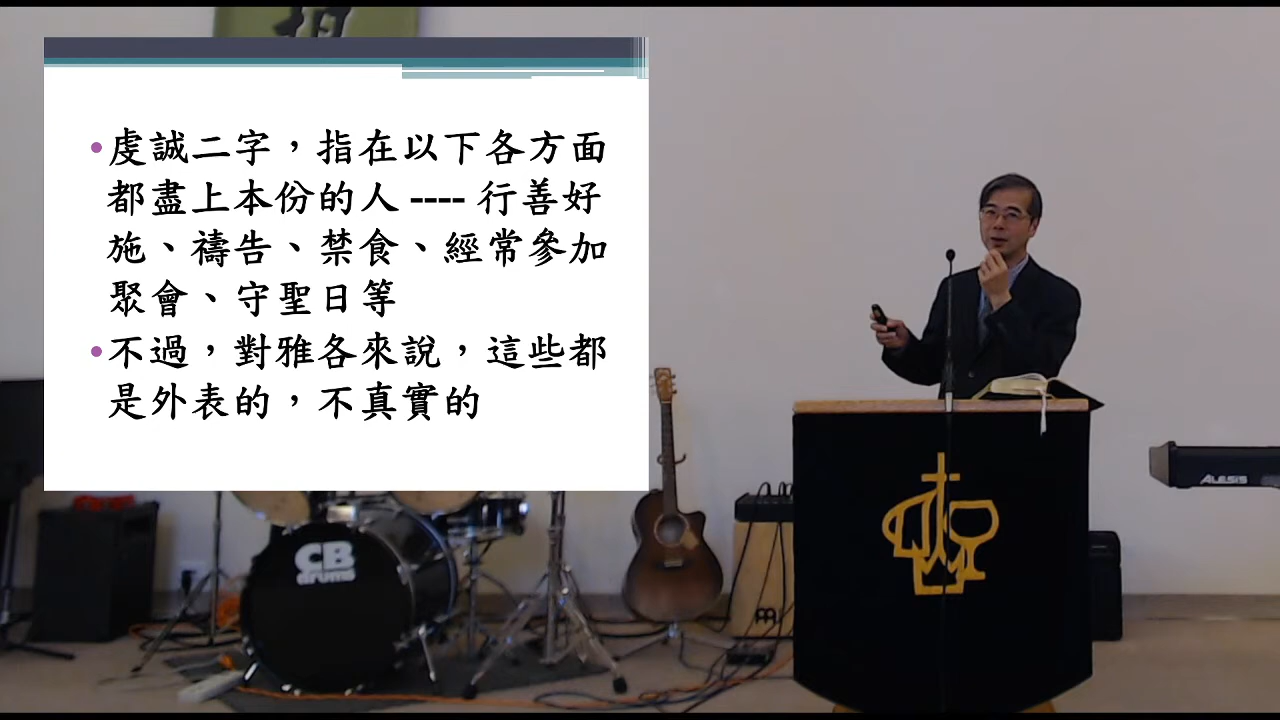 •虔誠二字，指在以下各方面
都盡上本份的人 ---- 行善好
施、禱告、禁食、經常參加
聚會、守聖日等
•不過，對雅各來說，這些都
是外表的，不真實的
CB
drums
ALESIS